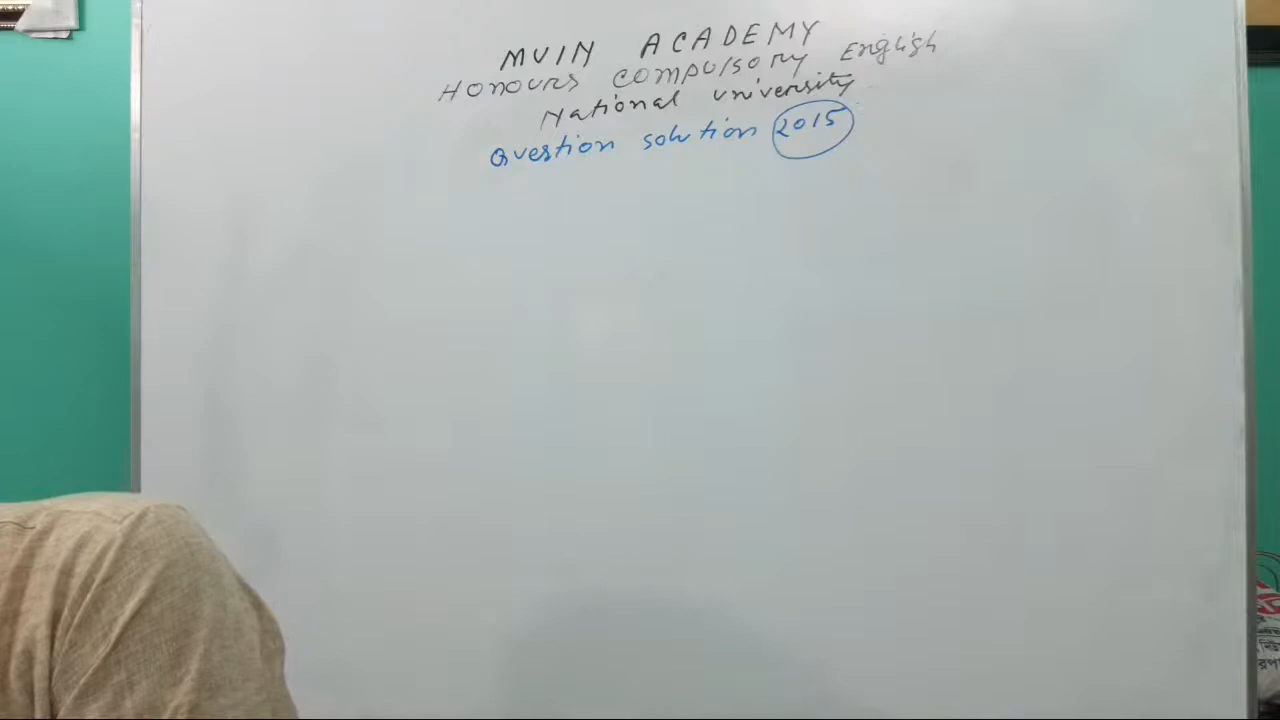 MUIN ACADEMY
HONOURS COMPULSORY English
National university
Question solution 2015